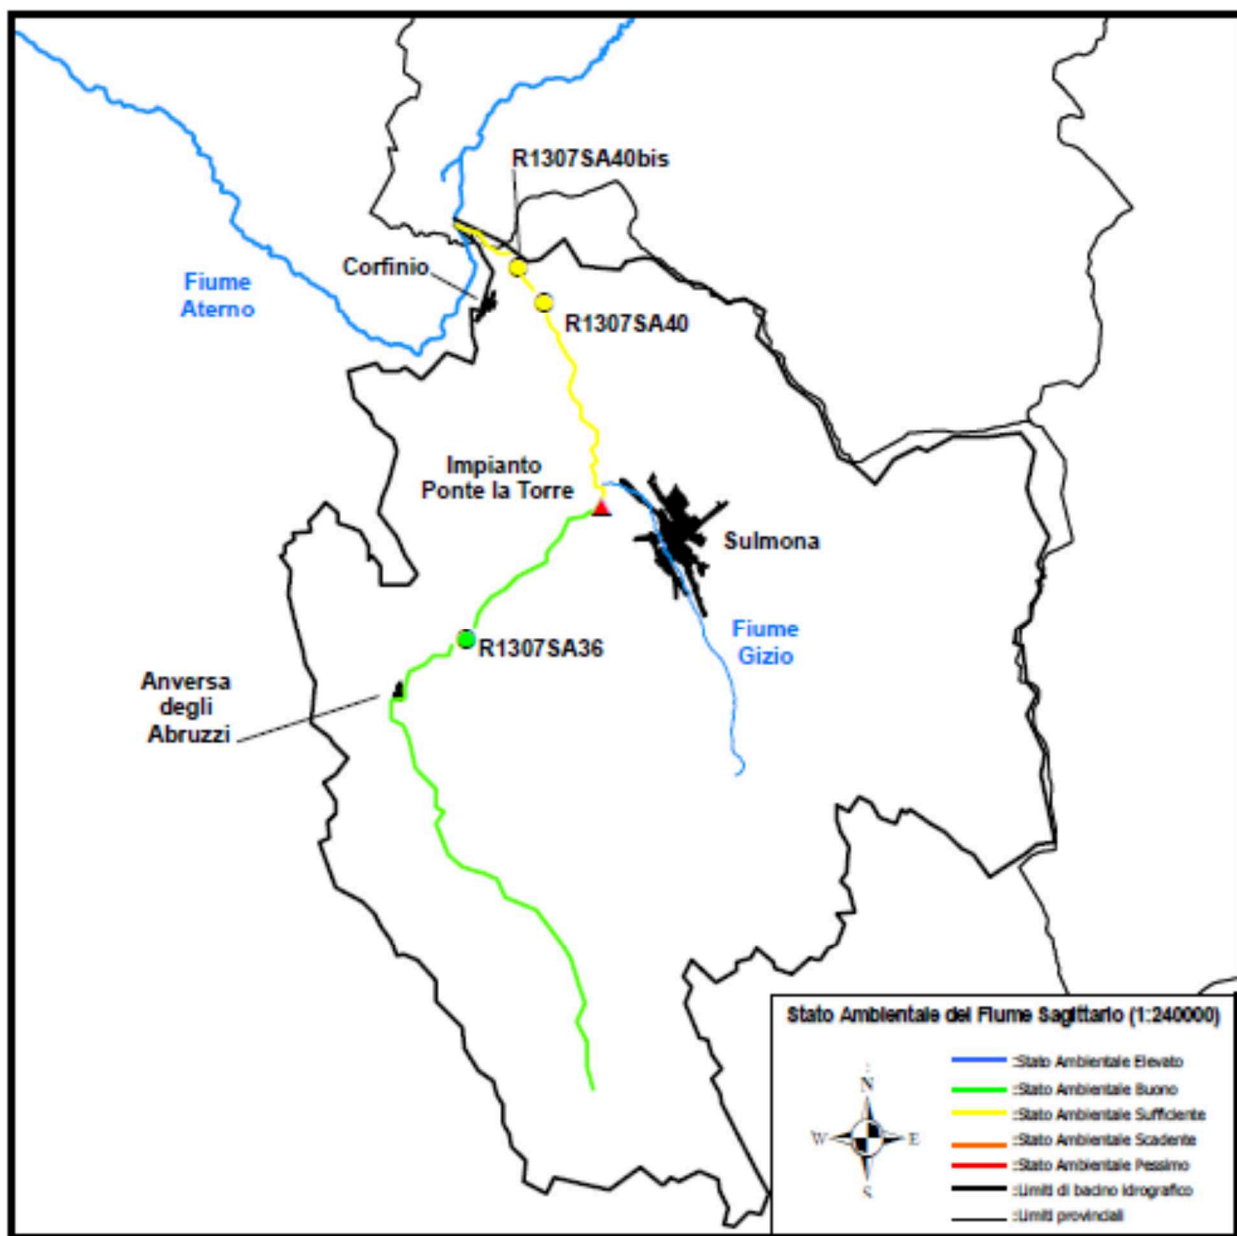 R1307SA40bis
Corfinio
Fiume
Aterno
R1307SA40
Impianto
Ponte la Torre
Sulmona
Fiume
Gizio
R1307SA36
Anversa
degli
Abruzzi
Stato Ambientale del Fiume Sagittario (1:240000)
N
W
E
S
:Stato Ambientale Elevato
:Stato Ambientale Buono
:Stato Ambientale Sufficiente
:Stato Ambientale Scadente
:Stato Ambientale Pessimo
:Limiti di bacino idrografico
:Limiti provinciali